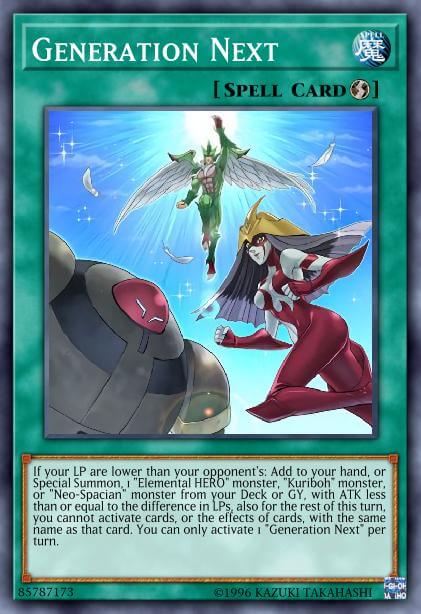 GENERATION NEXT
SPELL
魔
[SPELL CARD]
If your LP are lower than your opponent's: Add to your hand, or
Special Summon, 1 "Elemental HERO" monster, "Kuriboh" monster,
or "Neo-Spacian" monster from your Deck or GY, with ATK less
than or equal to the difference in LPs, also for the rest of this turn,
you cannot activate cards, or the effects of cards, with the same
name as that card. You can only activate 1 "Generation Next" per
turn.
85787173
©1996 KAZUKI TAKAHASHI